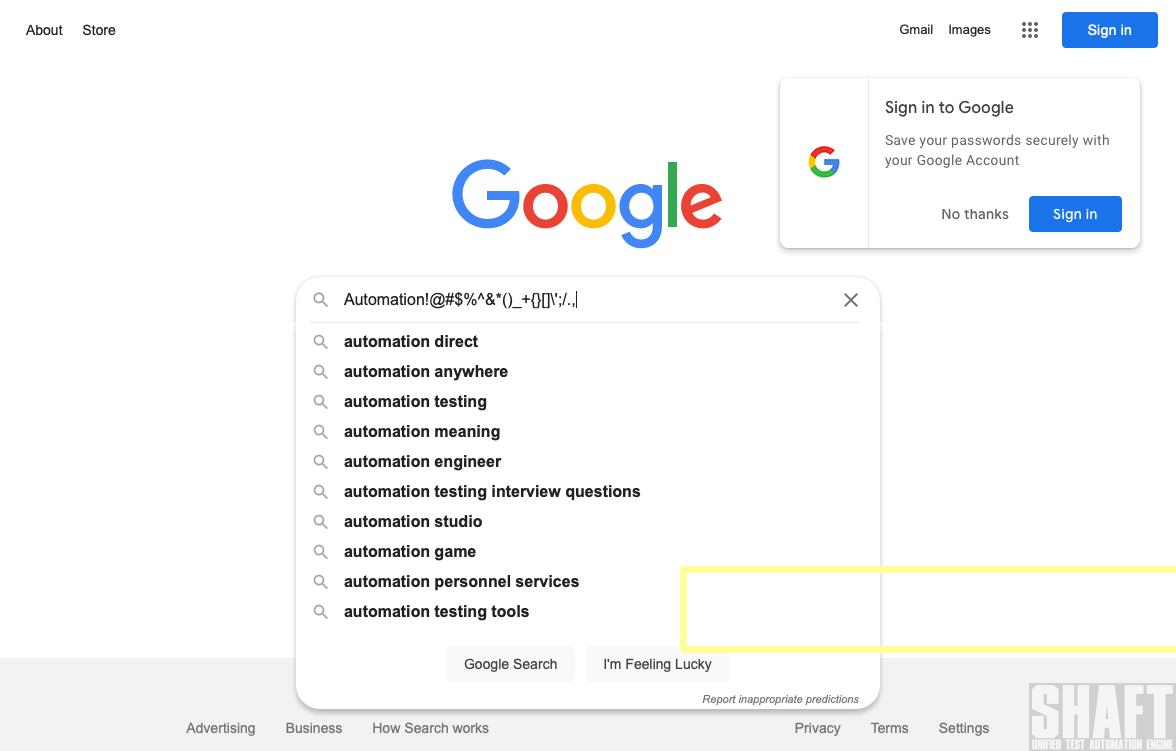 About Store Gmail Images Sign in
Sign in to Google
Save your passwords securely with
your Google Account
No thanks Sign in
Google
Automation!@#$%^&*()_+{}[]\';/.,
automation direct
automation anywhere
automation testing
automation meaning
automation engineer
automation testing interview questions
automation studio
automation game
automation personnel services
automation testing tools
Google Search I'm Feeling Lucky
Report inappropriate predictions
Advertising Business How Search works Privacy Terms Settings
SHAFT
UNIFIED TEST AUTOMATION ENGINE